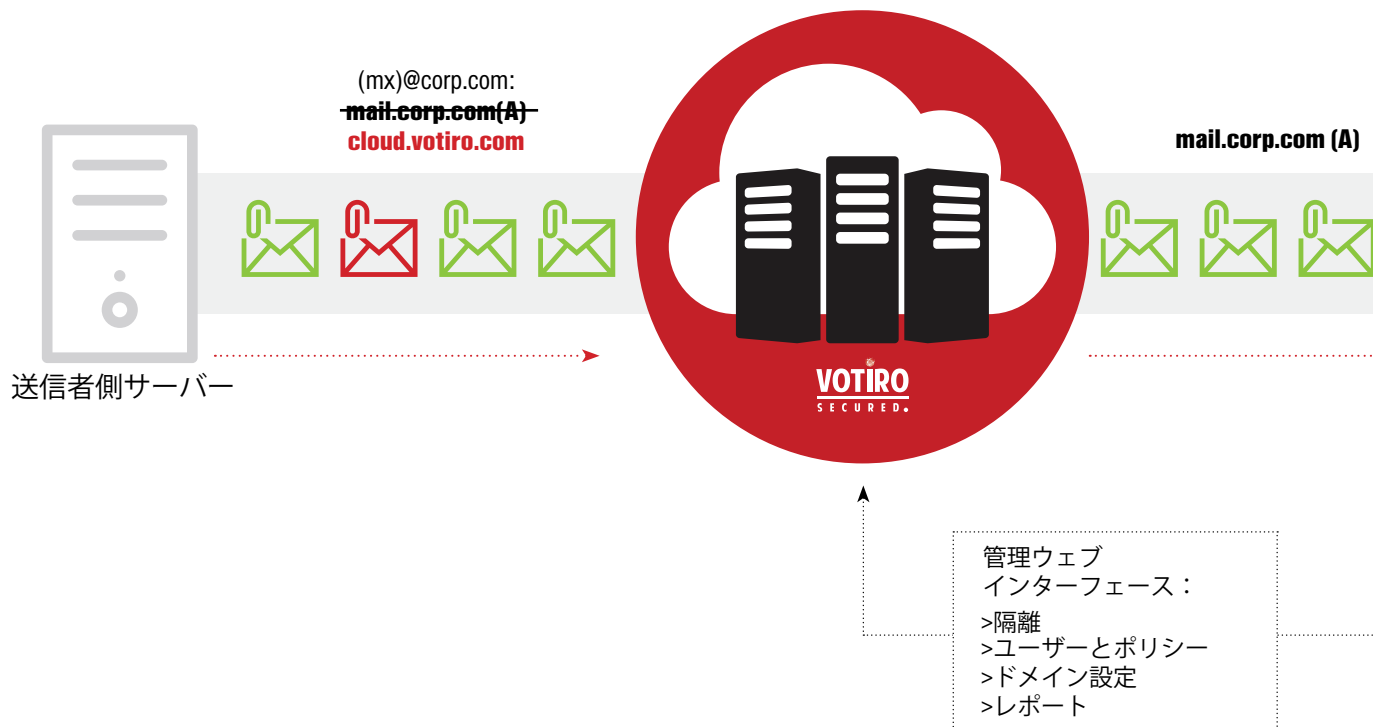 (mx)@corp.com:
mail.corp.com(A)
cloud.votiro.com
mail.corp.com (A)
送信者側サーバー
VOTIRO
SECURED.
管理ウェブ
インターフェース：
>隔離
>ユーザーとポリシー
>ドメイン設定
>レポート